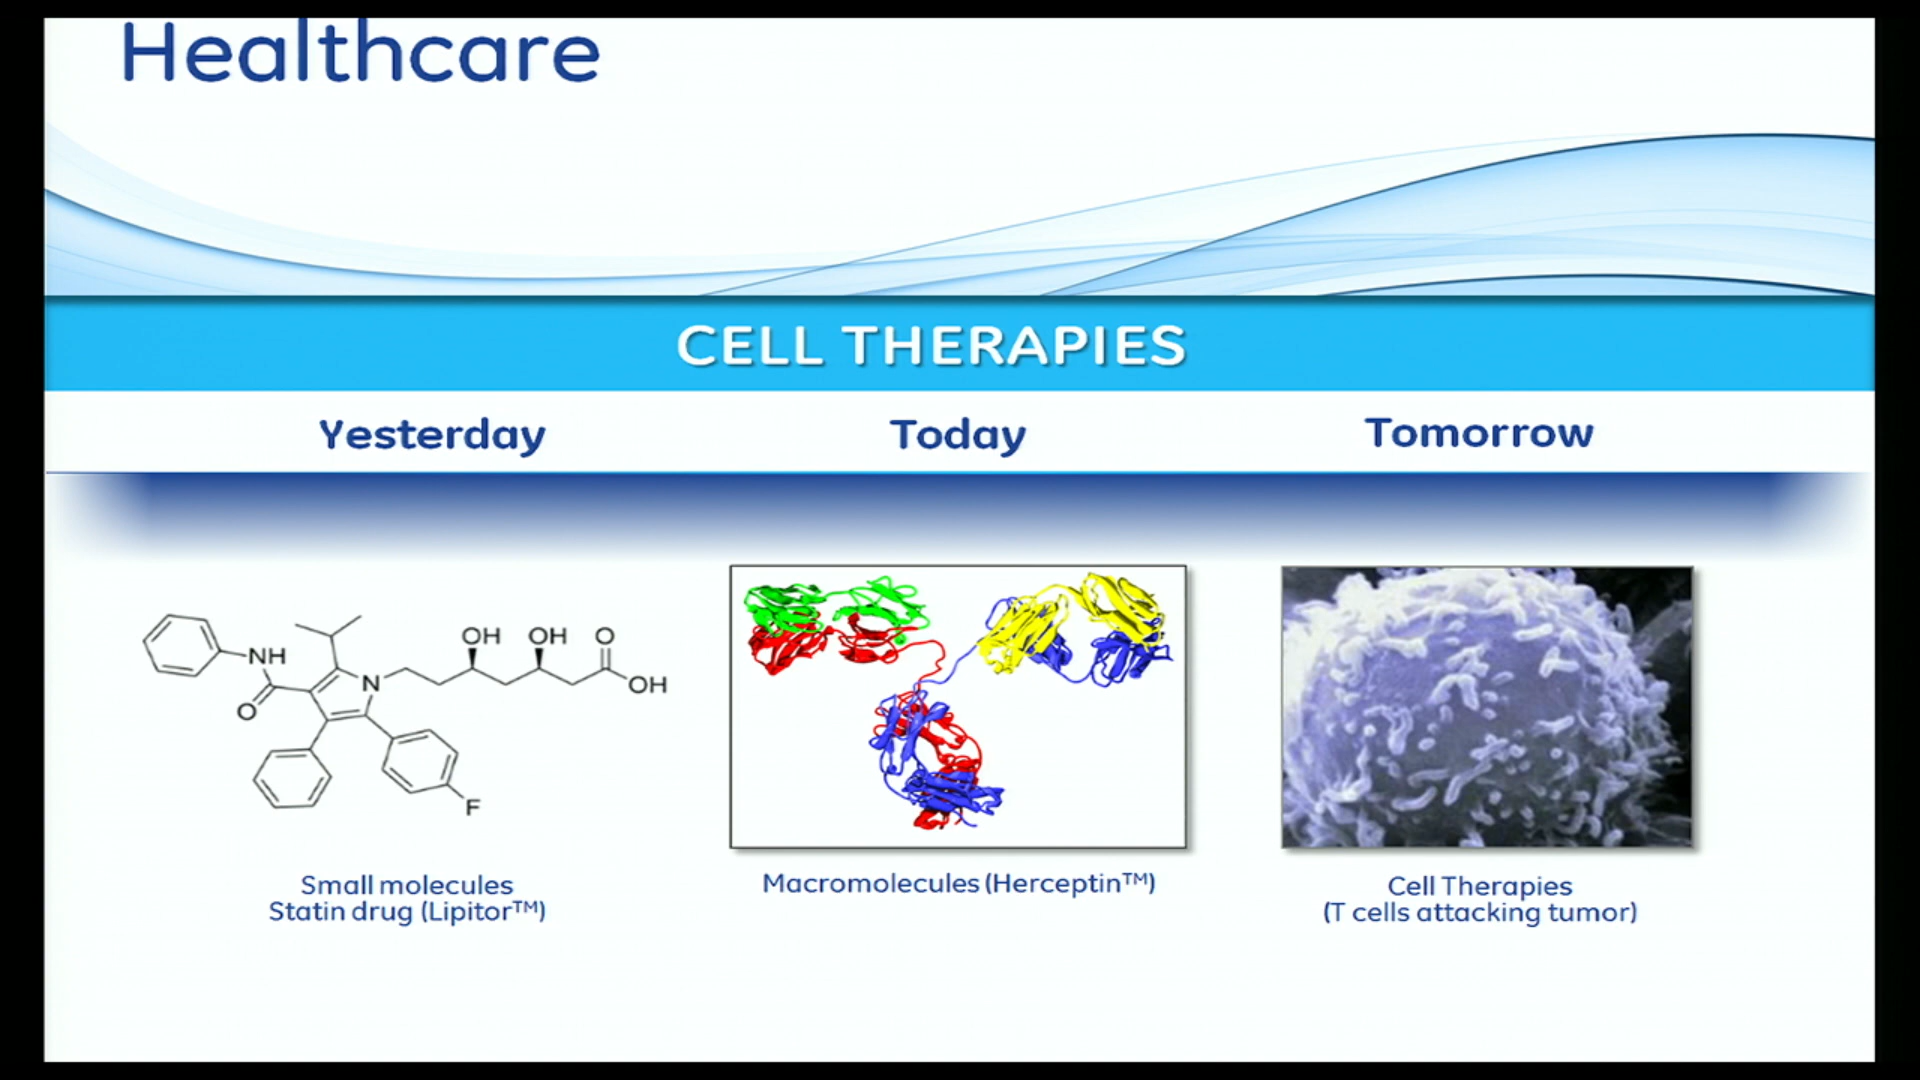 Healthcare
CELL THERAPIES
Yesterday
Today
Tomorrow
NH
O
N
OH
OH
O
OH
F
Small molecules
Statin drug (Lipitor™)
Macromolecules (Herceptin™)
Cell Therapies
(T cells attacking tumor)